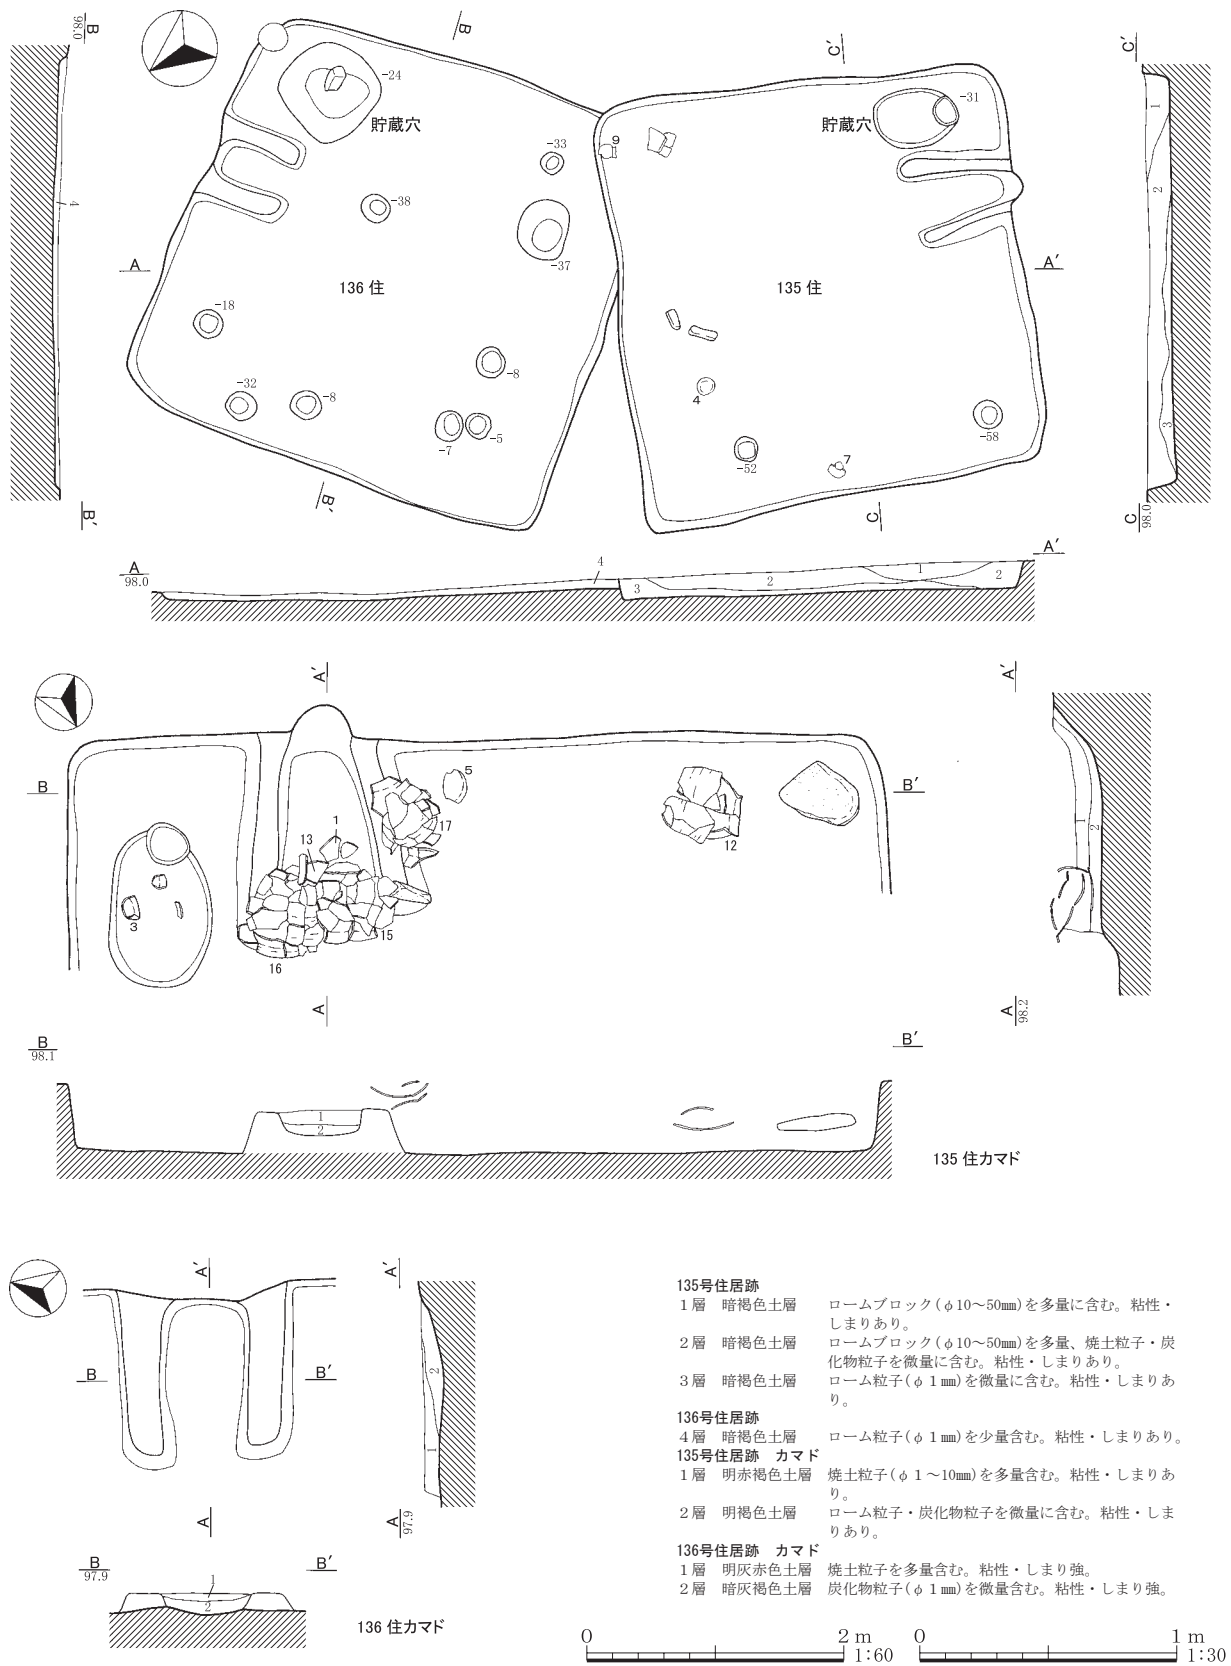 B
98.0
B
C'
C'
-24
貯蔵穴
-31
貯蔵穴
1
9
-33
-38
2
4
-37
A
A'
136 住
135 住
-18
-8
-32
-8
4
-7
-5
-52
7
-58
3
B'
B'
C
C
98.0
A
98.0
A'
4
1
2
2
3
A'
A'
B
B'
5
1
13
17
12
1
2
3
15
16
A
A
98.2
B
98.1
B'
1
2
135 住カマド
A'
A'
B
B'
2
1
A
A
97.9
B
97.9
B'
1
2
136 住カマド
135号住居跡
1層 暗褐色土層 ロームブロック(φ10〜50㎜)を多量に含む。粘性・
しまりあり。
2層 暗褐色土層 ロームブロック(φ10〜50㎜)を多量、焼土粒子・炭
化物粒子を微量に含む。粘性・しまりあり。
3層 暗褐色土層 ローム粒子(φ1㎜)を微量に含む。粘性・しまりあ
り。
136号住居跡
4層 暗褐色土層 ローム粒子(φ1㎜)を少量含む。粘性・しまりあり。
135号住居跡 カマド
1層 明赤褐色土層 焼土粒子(φ1〜10㎜)を多量含む。粘性・しまりあ
り。
2層 明褐色土層 ローム粒子・炭化物粒子を微量に含む。粘性・しま
りあり。
136号住居跡 カマド
1層 明灰赤色土層 焼土粒子を多量含む。粘性・しまり強。
2層 暗灰褐色土層 炭化物粒子(φ1㎜)を微量含む。粘性・しまり強。
0 2 m
1:60
0 1 m
1:30